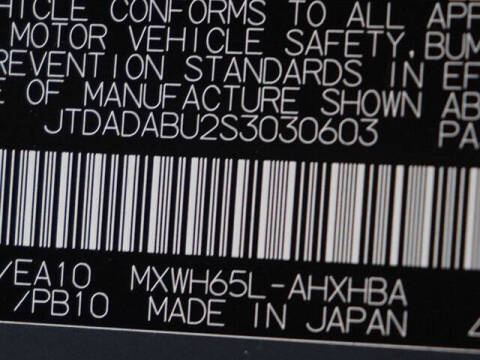 HICLE CONFORMS TO ALL APP
MOTOR VEHICLE SAFETY, BUM
REVENTION STANDARDS IN EF
E OF MANUFACTURE SHOWN AB
JTDADABU2S3030603 PA
/EA10 MXWH65L-AHXHBA
/PB10 MADE IN JAPAN